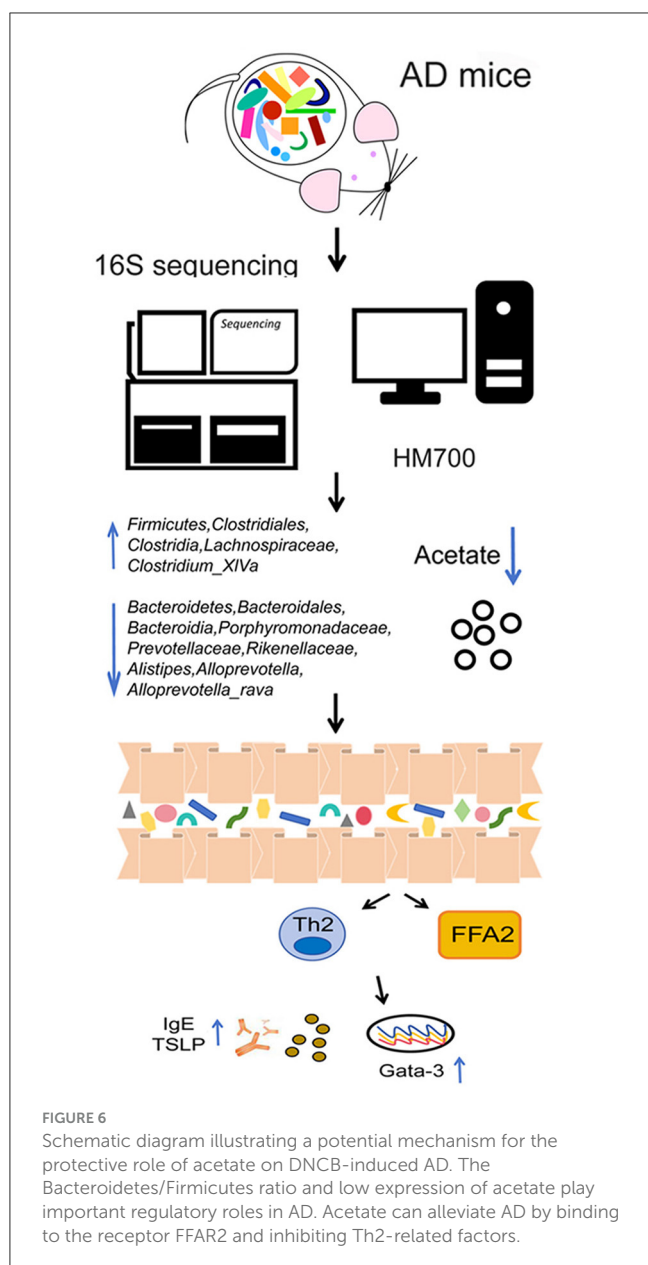 AD mice
16S sequencing
Sequencing
HM700
Firmicutes,Clostridiales,
Clostridia,Lachnospiraceae,
Clostridium_XIVa
Acetate
Bacteroidetes,Bacteroidales,
Bacteroidia,Porphyromonadaceae,
Prevotellaceae,Rikenellaceae,
Alistipes,Alloprevotella,
Alloprevotella_rava
Th2
FFA2
IgE
TSLP
Gata-3
FIGURE 6
Schematic diagram illustrating a potential mechanism for the
protective role of acetate on DNCB-induced AD. The
Bacteroidetes/Firmicutes ratio and low expression of acetate play
important regulatory roles in AD. Acetate can alleviate AD by binding
to the receptor FFAR2 and inhibiting Th2-related factors.